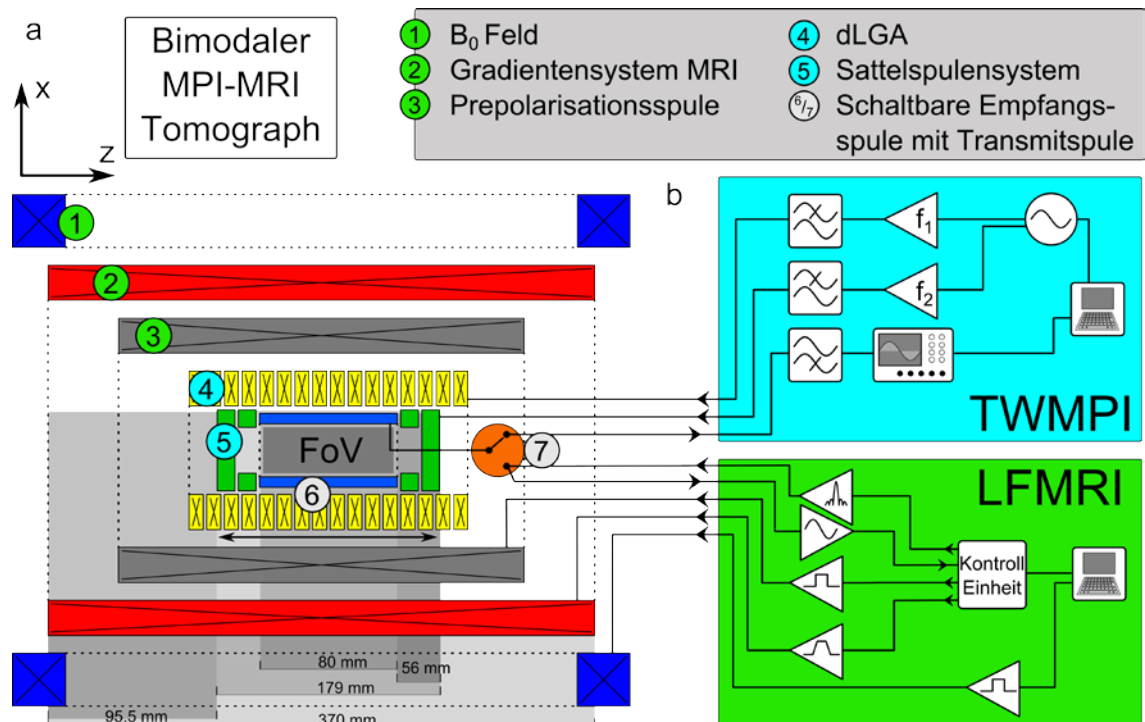 a
Bimodaler
MPI-MRI
Tomograph
x
z
1 B₀ Feld
2 Gradientensystem MRI
3 Prepolarisationsspule
4 dLGA
5 Sattelspulensystem
6/7 Schaltbare Empfangs-
spule mit Transmitspule
1
2
3
4
5
FoV
6
7
80 mm
56 mm
179 mm
95.5 mm
370 mm
b
f₁
f₂
TWMPI
LFMRI
Kontroll
Einheit